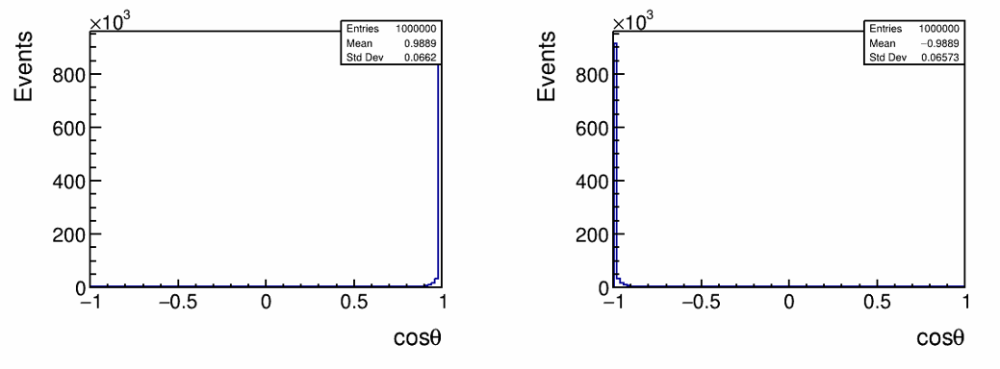 ×10³
Entries 1000000
Mean 0.9889
Std Dev 0.0662
Events
800
600
400
200
0
−1 −0.5 0 0.5 1
cosθ
×10³
Entries 1000000
Mean −0.9889
Std Dev 0.06573
Events
800
600
400
200
0
−1 −0.5 0 0.5 1
cosθ